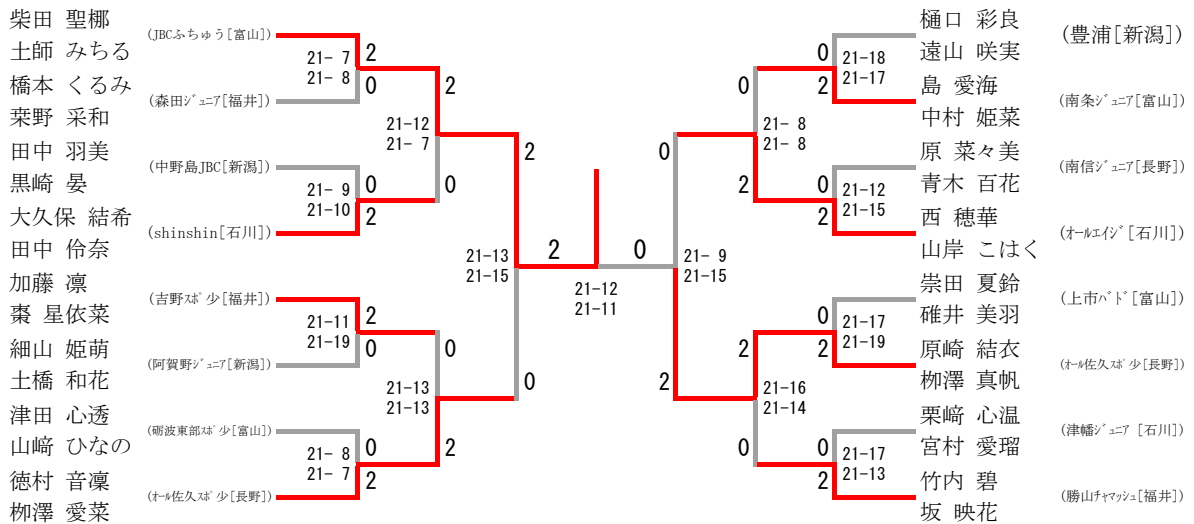 柴田 聖梛
土師 みちる
(JBCふちゅう[富山])
橋本 くるみ
桒野 采和
(森田ジュニア[福井])
田中 羽美
黒崎 晏
(中野島JBC[新潟])
大久保 結希
田中 伶奈
(shinshin[石川])
加藤 凛
棗 星依菜
(吉野スポ少[福井])
細山 姫萌
土橋 和花
(阿賀野ジュニア[新潟])
津田 心透
山﨑 ひなの
(砺波東部スポ少[富山])
徳村 音凜
栁澤 愛菜
(オール佐久スポ少[長野])
21- 7
21- 8
2
0
21- 9
21-10
0
2
21-11
21-19
2
0
21- 8
21- 7
0
2
21-12
21- 7
2
0
21-13
21-13
0
2
21-13
21-15
2
0
2
0
21-12
21-11
21- 9
21-15
0
2
21- 8
21- 8
0
2
21-16
21-14
2
0
21-18
21-17
0
2
21-12
21-15
0
2
21-17
21-19
0
2
21-17
21-13
0
2
樋口 彩良
遠山 咲実
(豊浦[新潟])
島 愛海
中村 姫菜
(南条ジュニア[富山])
原 菜々美
青木 百花
(南信ジュニア[長野])
西 穂華
山岸 こはく
(オールエイジ[石川])
崇田 夏鈴
碓井 美羽
(上市バド[富山])
原崎 結衣
栁澤 真帆
(オール佐久スポ少[長野])
栗﨑 心温
宮村 愛瑠
(津幡ジュニア[石川])
竹内 碧
坂 映花
(勝山チャマッシュ[福井])